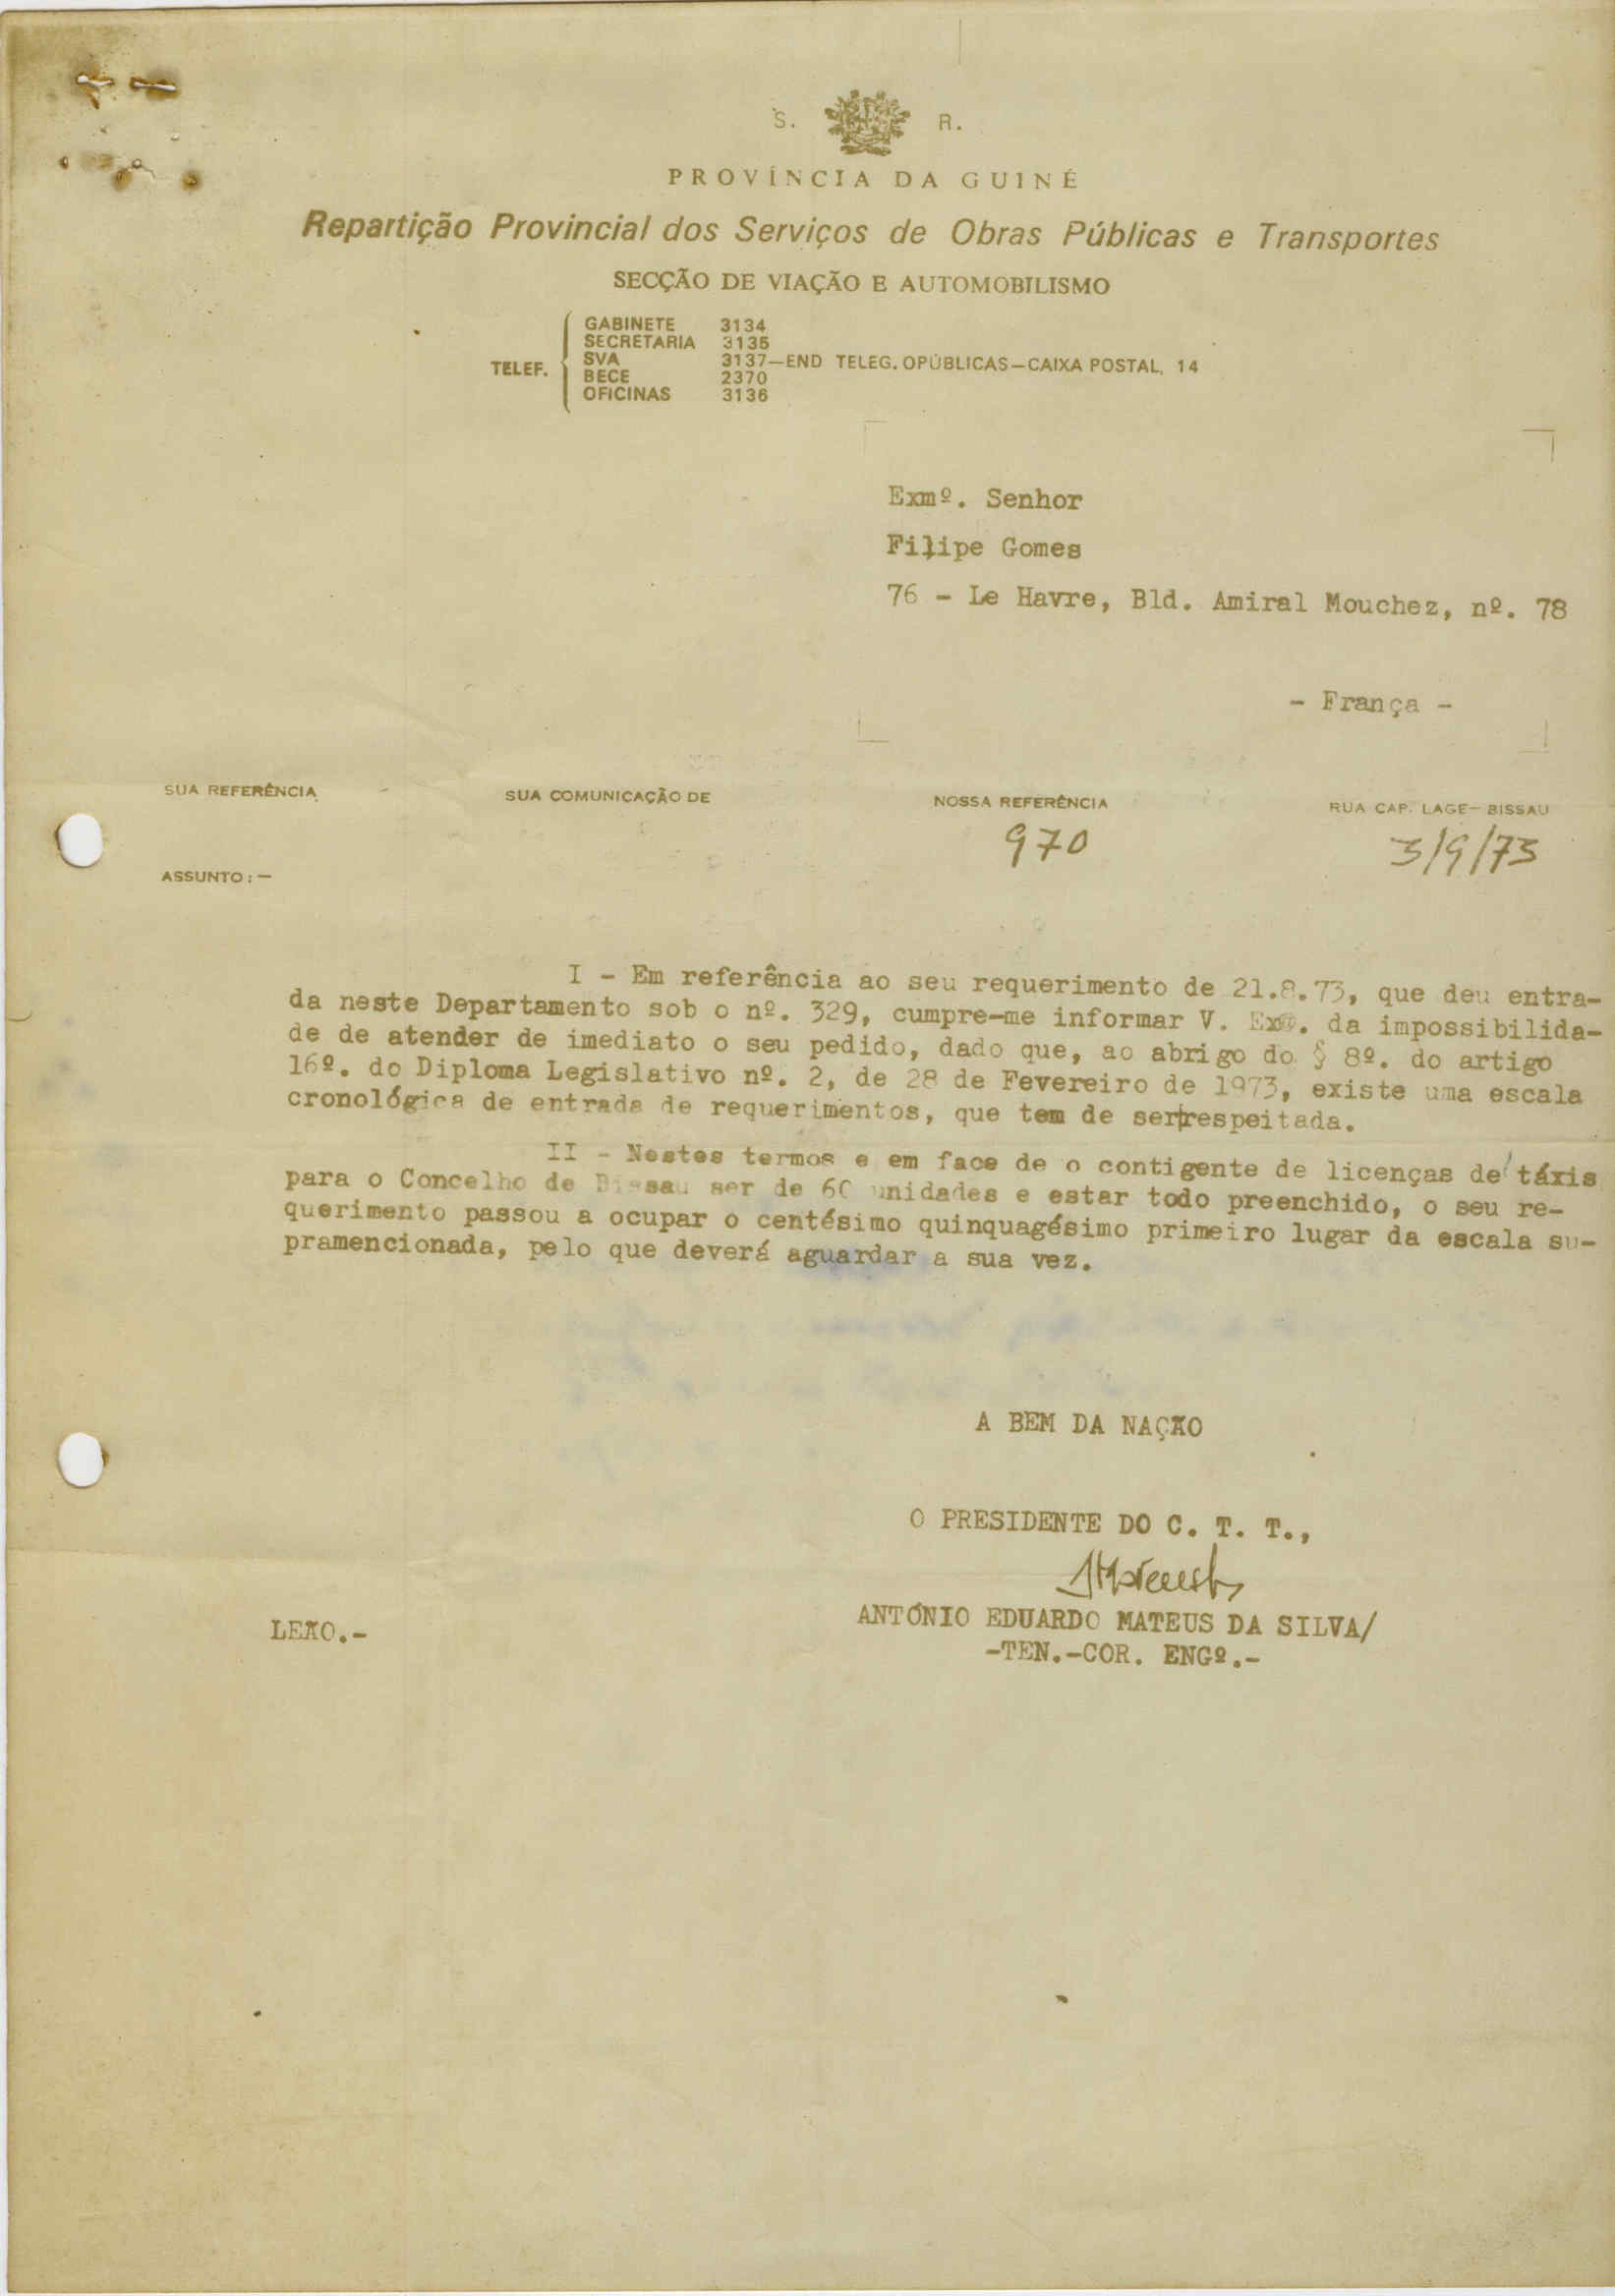 S. R.
PROVÍNCIA DA GUINÉ
Repartição Provincial dos Serviços de Obras Públicas e Transportes
SECÇÃO DE VIAÇÃO E AUTOMOBILISMO
GABINETE 3134
SECRETARIA 3135
TELEF. SVA 3137—END TELEG. OPÚBLICAS—CAIXA POSTAL, 14
BECE 2370
OFICINAS 3136
Exmº. Senhor
Filipe Gomes
76 - Le Havre, Bld. Amiral Mouchez, nº. 78
- França -
SUA REFERÊNCIA SUA COMUNICAÇÃO DE NOSSA REFERÊNCIA RUA CAP. LAGE—BISSAU
970 3/9/73
ASSUNTO:—
I - Em referência ao seu requerimento de 21.8.73, que deu entra-
da neste Departamento sob o nº. 329, cumpre-me informar V. Exª. da impossibilida-
de de atender de imediato o seu pedido, dado que, ao abrigo do § 8º. do artigo
16º. do Diploma Legislativo nº. 2, de 28 de Fevereiro de 1973, existe uma escala
cronológica de entrada de requerimentos, que tem de ser respeitada.
II - Nestes termos e em face de o contigente de licenças de táxis
para o Concelho de Bissau ser de 60 unidades e estar todo preenchido, o seu re-
querimento passou a ocupar o centésimo quinquagésimo primeiro lugar da escala su-
pramencionada, pelo que deverá aguardar a sua vez.
A BEM DA NAÇÃO
O PRESIDENTE DO C. T. T.,
ANTÓNIO EDUARDO MATEUS DA SILVA/
LEÃO.-
-TEN.-COR. ENGº.-